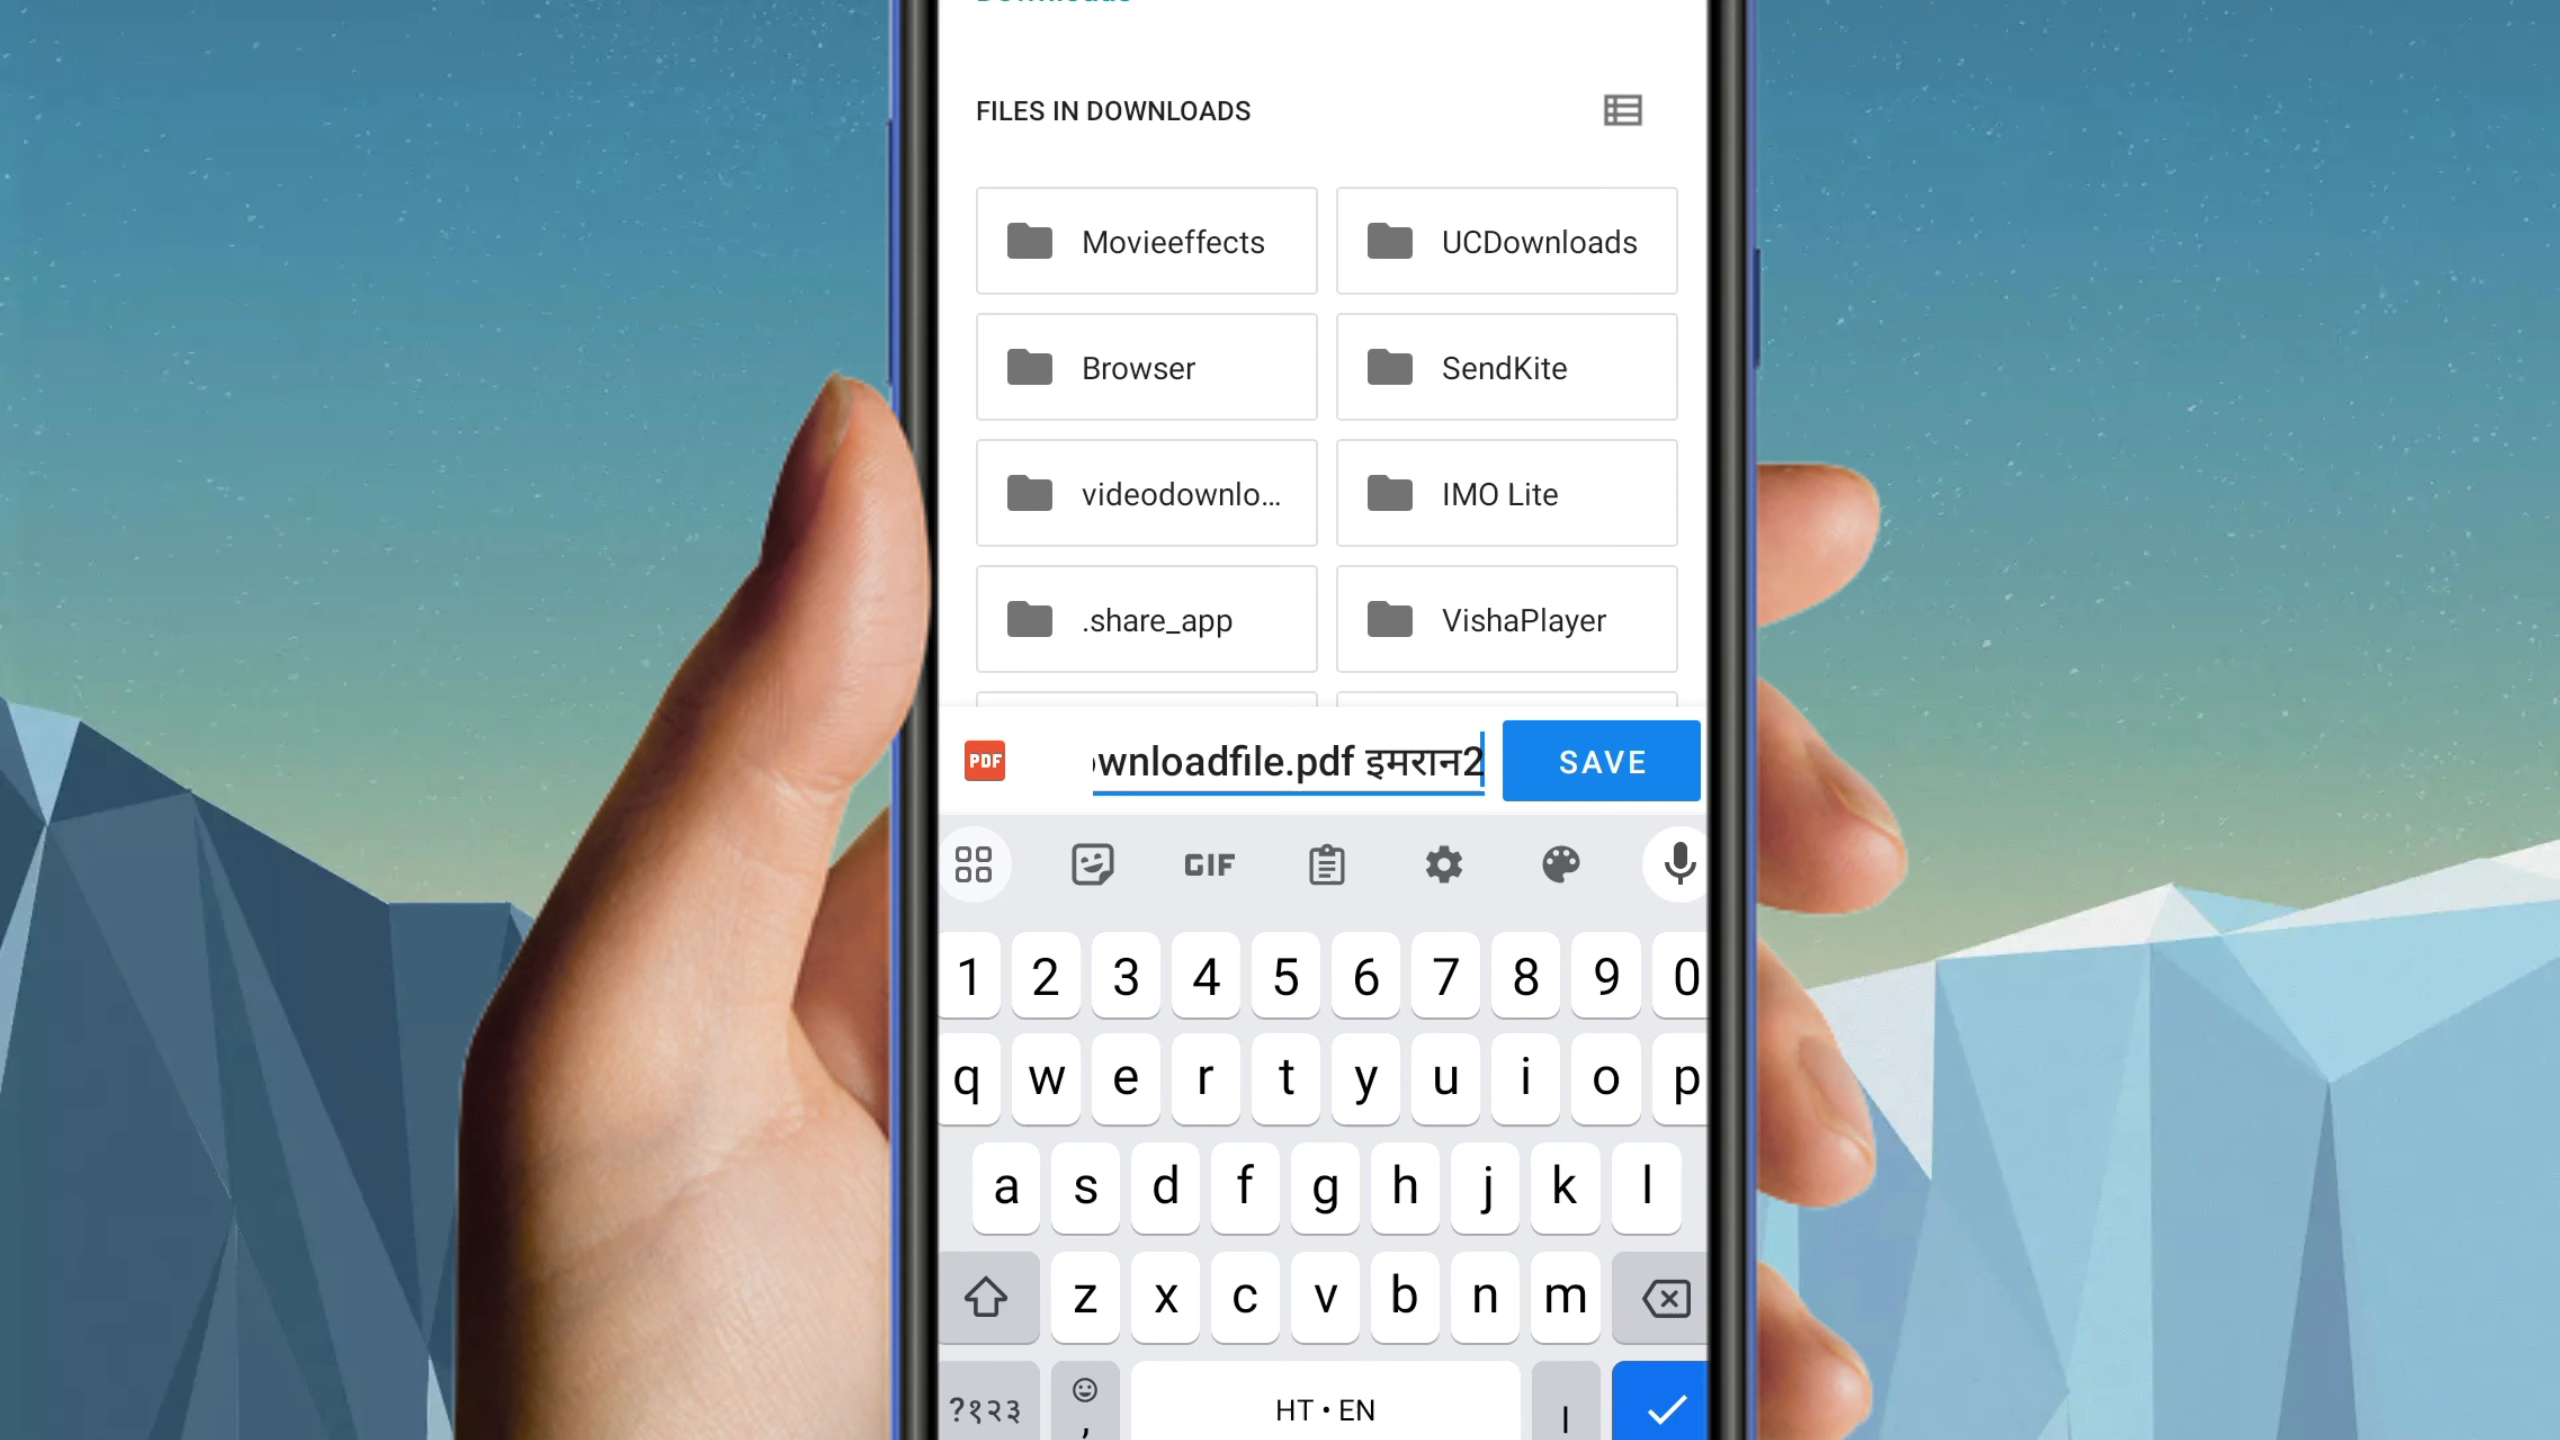 Downloads
FILES IN DOWNLOADS
Movieeffects UCDownloads
Browser SendKite
videodownlo... IMO Lite
.share_app VishaPlayer
PDF wnloadfile.pdf इमरान2 SAVE
GIF
1 2 3 4 5 6 7 8 9 0
q w e r t y u i o p
a s d f g h j k l
z x c v b n m
?१२३ , HT • EN |